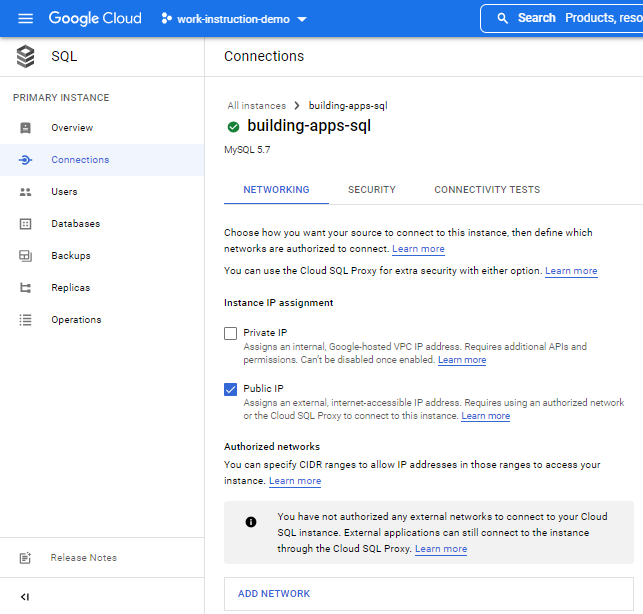 Google Cloud work-instruction-demo Search Products, reso
SQL
Connections
PRIMARY INSTANCE
Overview
Connections
Users
Databases
Backups
Replicas
Operations
Release Notes
All instances building-apps-sql
building-apps-sql
MySQL 5.7
NETWORKING SECURITY CONNECTIVITY TESTS
Choose how you want your source to connect to this instance, then define which
networks are authorized to connect. Learn more
You can use the Cloud SQL Proxy for extra security with either option. Learn more
Instance IP assignment
Private IP
Assigns an internal, Google-hosted VPC IP address. Requires additional APIs and
permissions. Can't be disabled once enabled. Learn more
Public IP
Assigns an external, internet-accessible IP address. Requires using an authorized network
or the Cloud SQL Proxy to connect to this instance. Learn more
Authorized networks
You can specify CIDR ranges to allow IP addresses in those ranges to access your
instance. Learn more
You have not authorized any external networks to connect to your Cloud
SQL instance. External applications can still connect to the instance
through the Cloud SQL Proxy. Learn more
ADD NETWORK